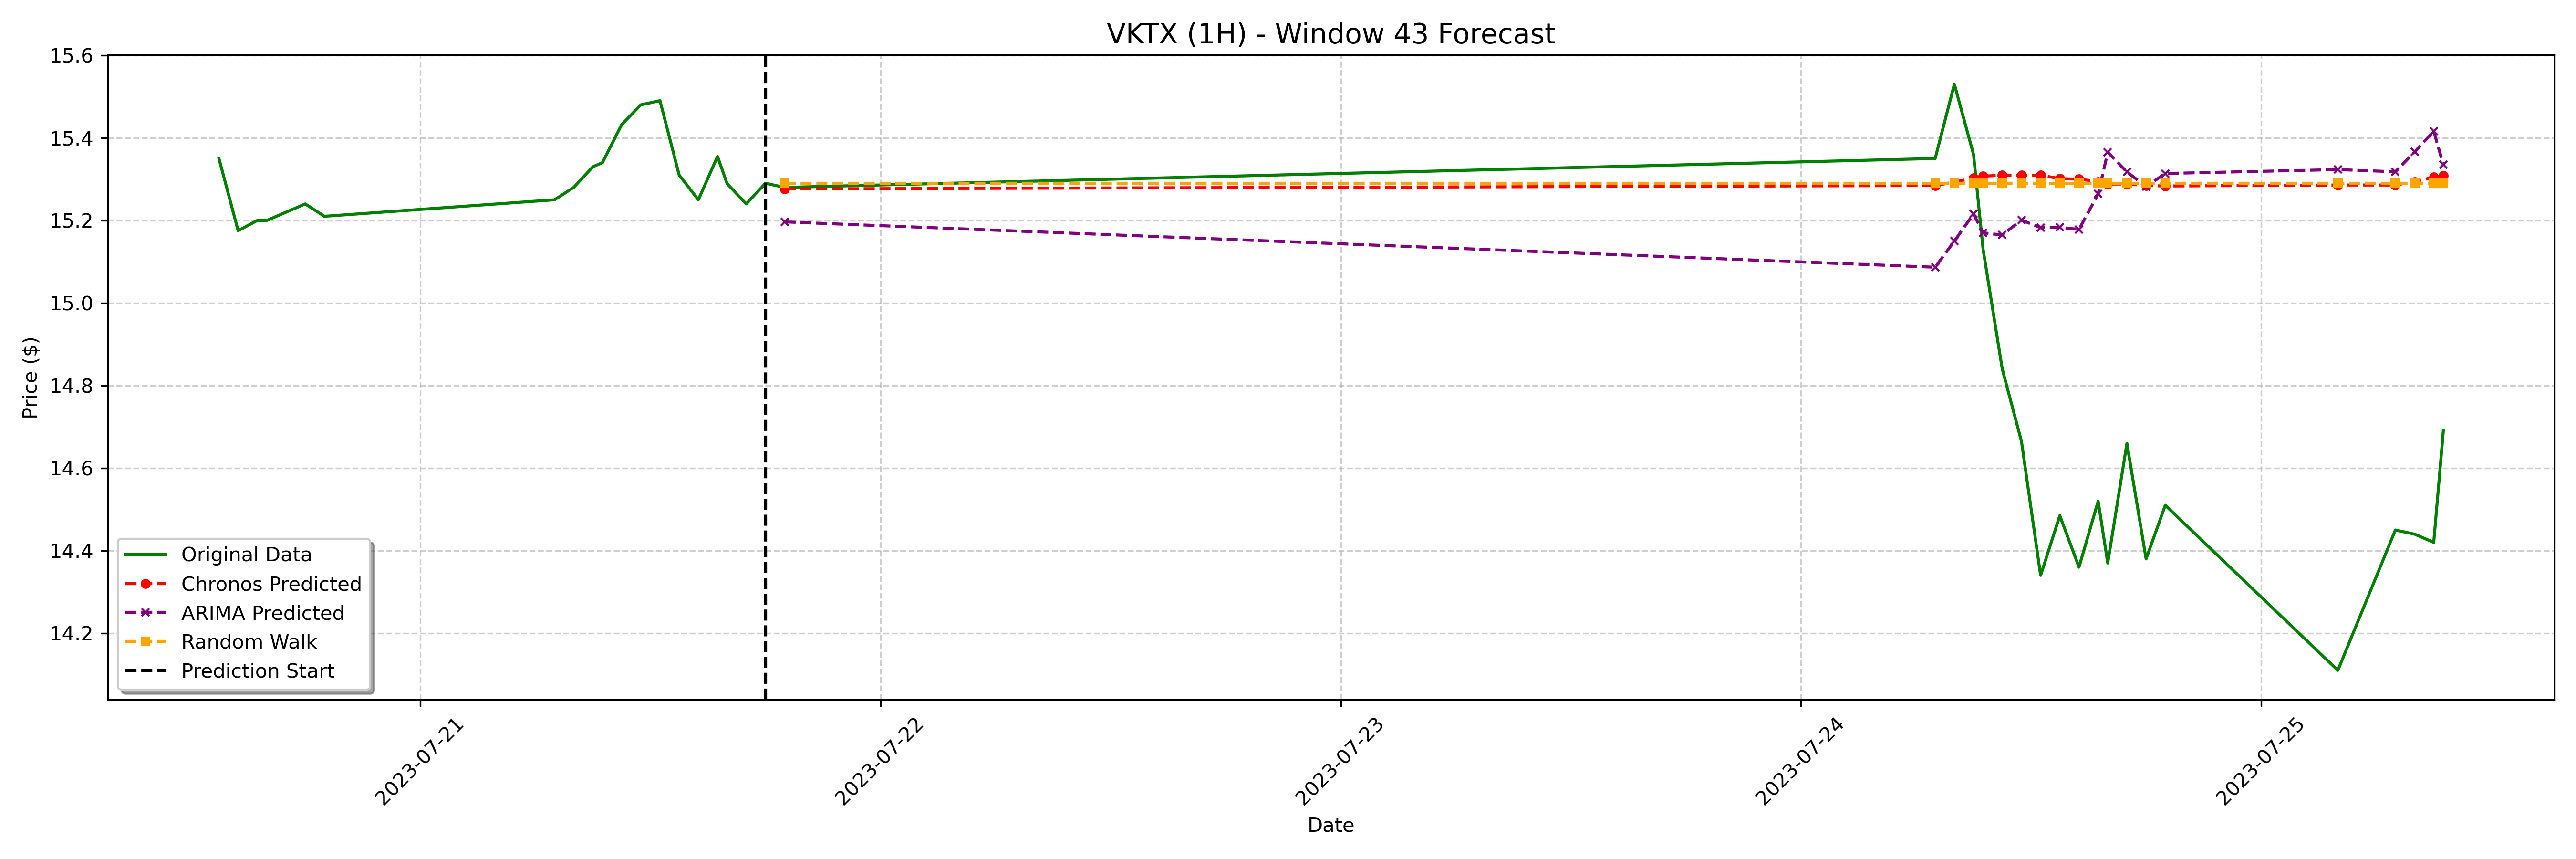 VKTX (1H) - Window 43 Forecast
Price ($)
15.6
15.4
15.2
15.0
14.8
14.6
14.4
14.2
Original Data
Chronos Predicted
ARIMA Predicted
Random Walk
Prediction Start
2023-07-21
2023-07-22
2023-07-23
2023-07-24
2023-07-25
Date